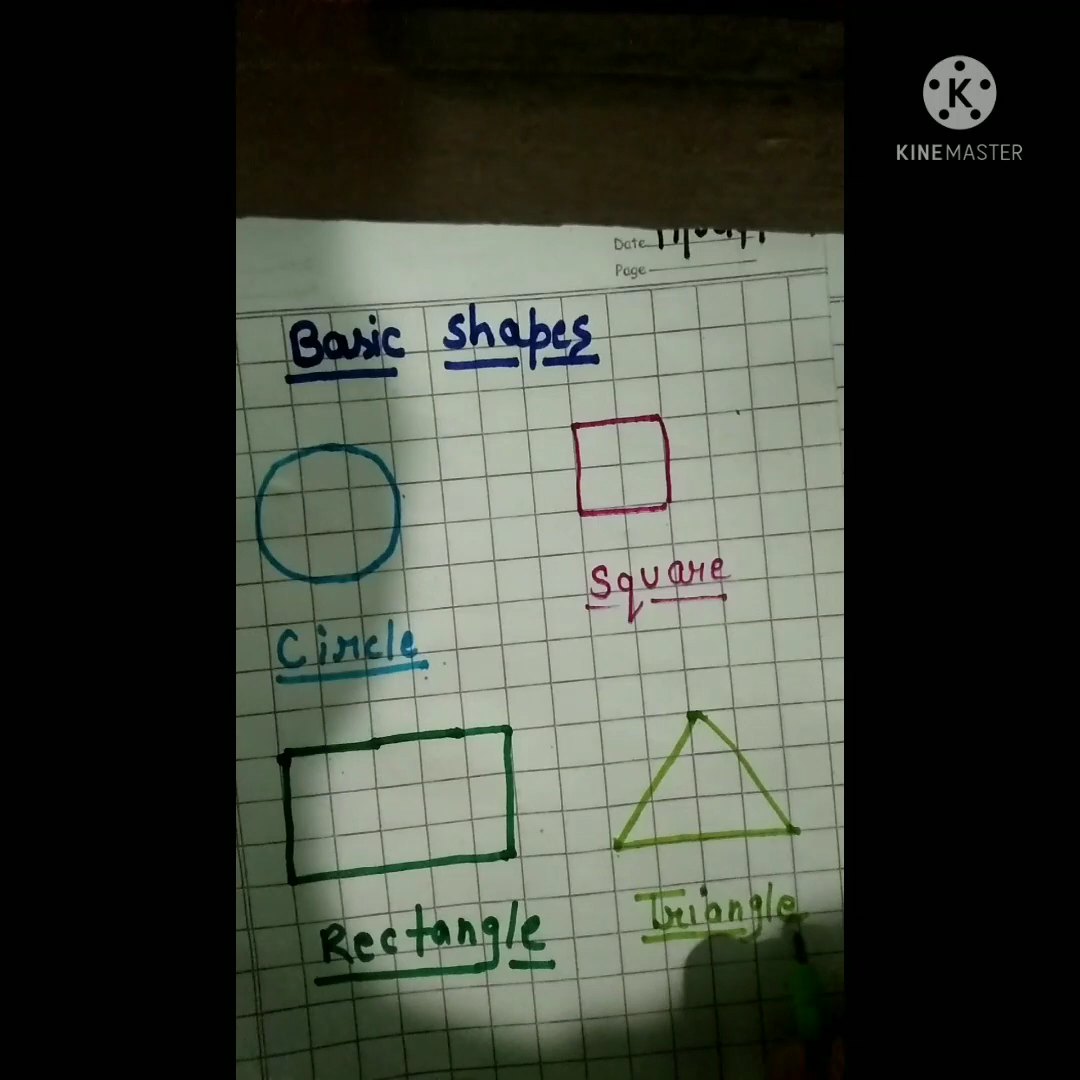 KINEMASTER
Date
Page
Basic shapes
Square
Circle
Rectangle
Triangle